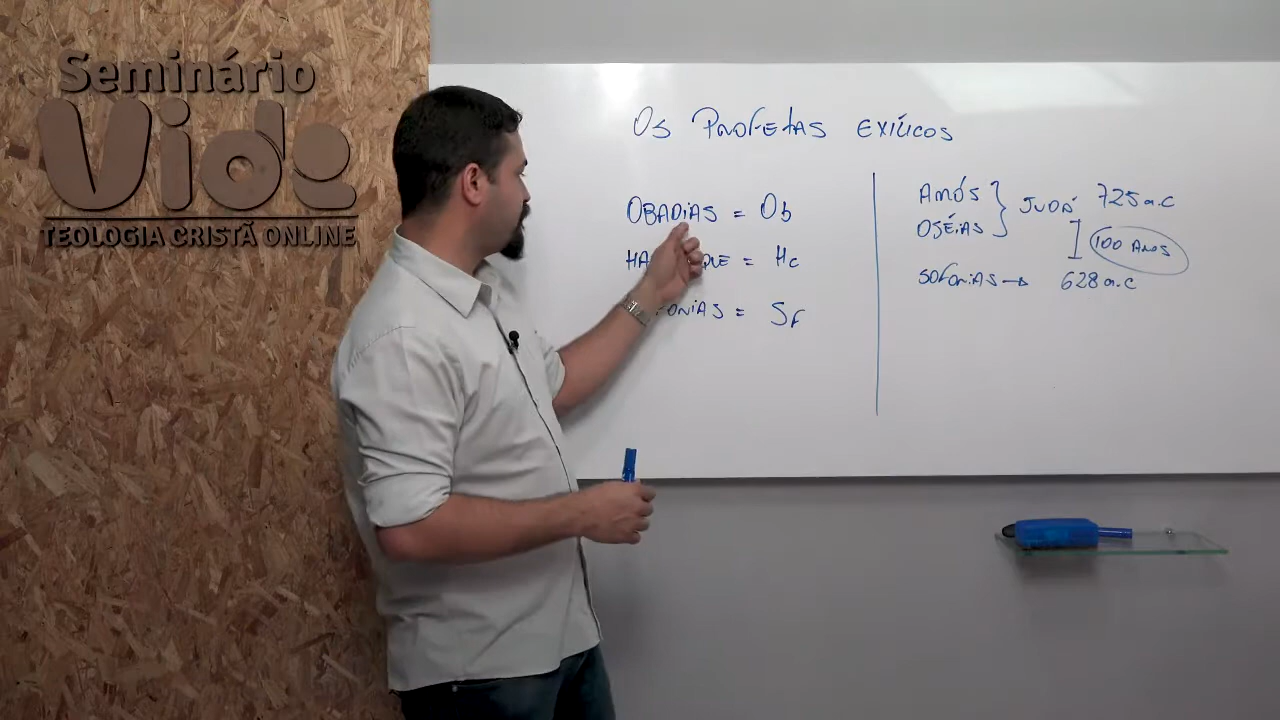 Seminário
Vide
TEOLOGIA CRISTÃ ONLINE
OS PROFETAS EXÍLICOS
OBADIAS = Ob
= Hc
= Sf
AMÓS
OSÉIAS
JUDÁ 725 a.C
100 ANOS
SOFONIAS → 628 a.C